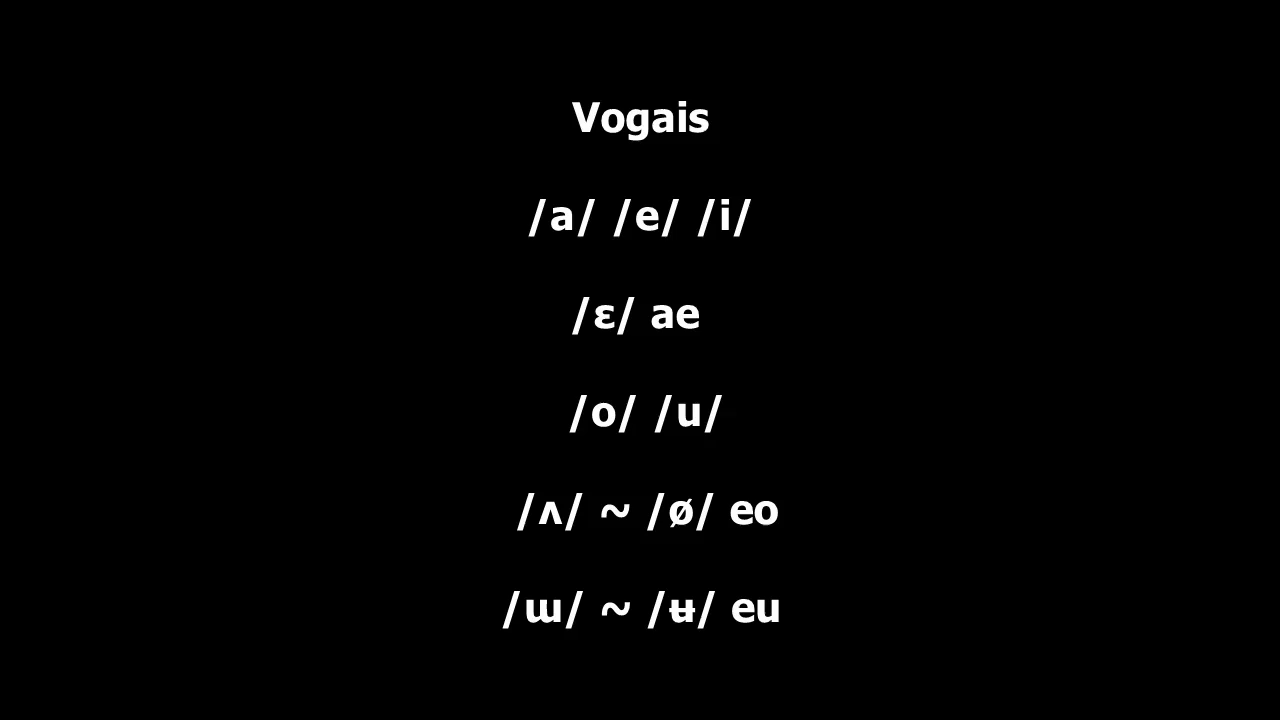 Vogais
/a/ /e/ /i/
/ɛ/ ae
/o/ /u/
/ʌ/ ~ /ø/ eo
/ɯ/ ~ /ʉ/ eu